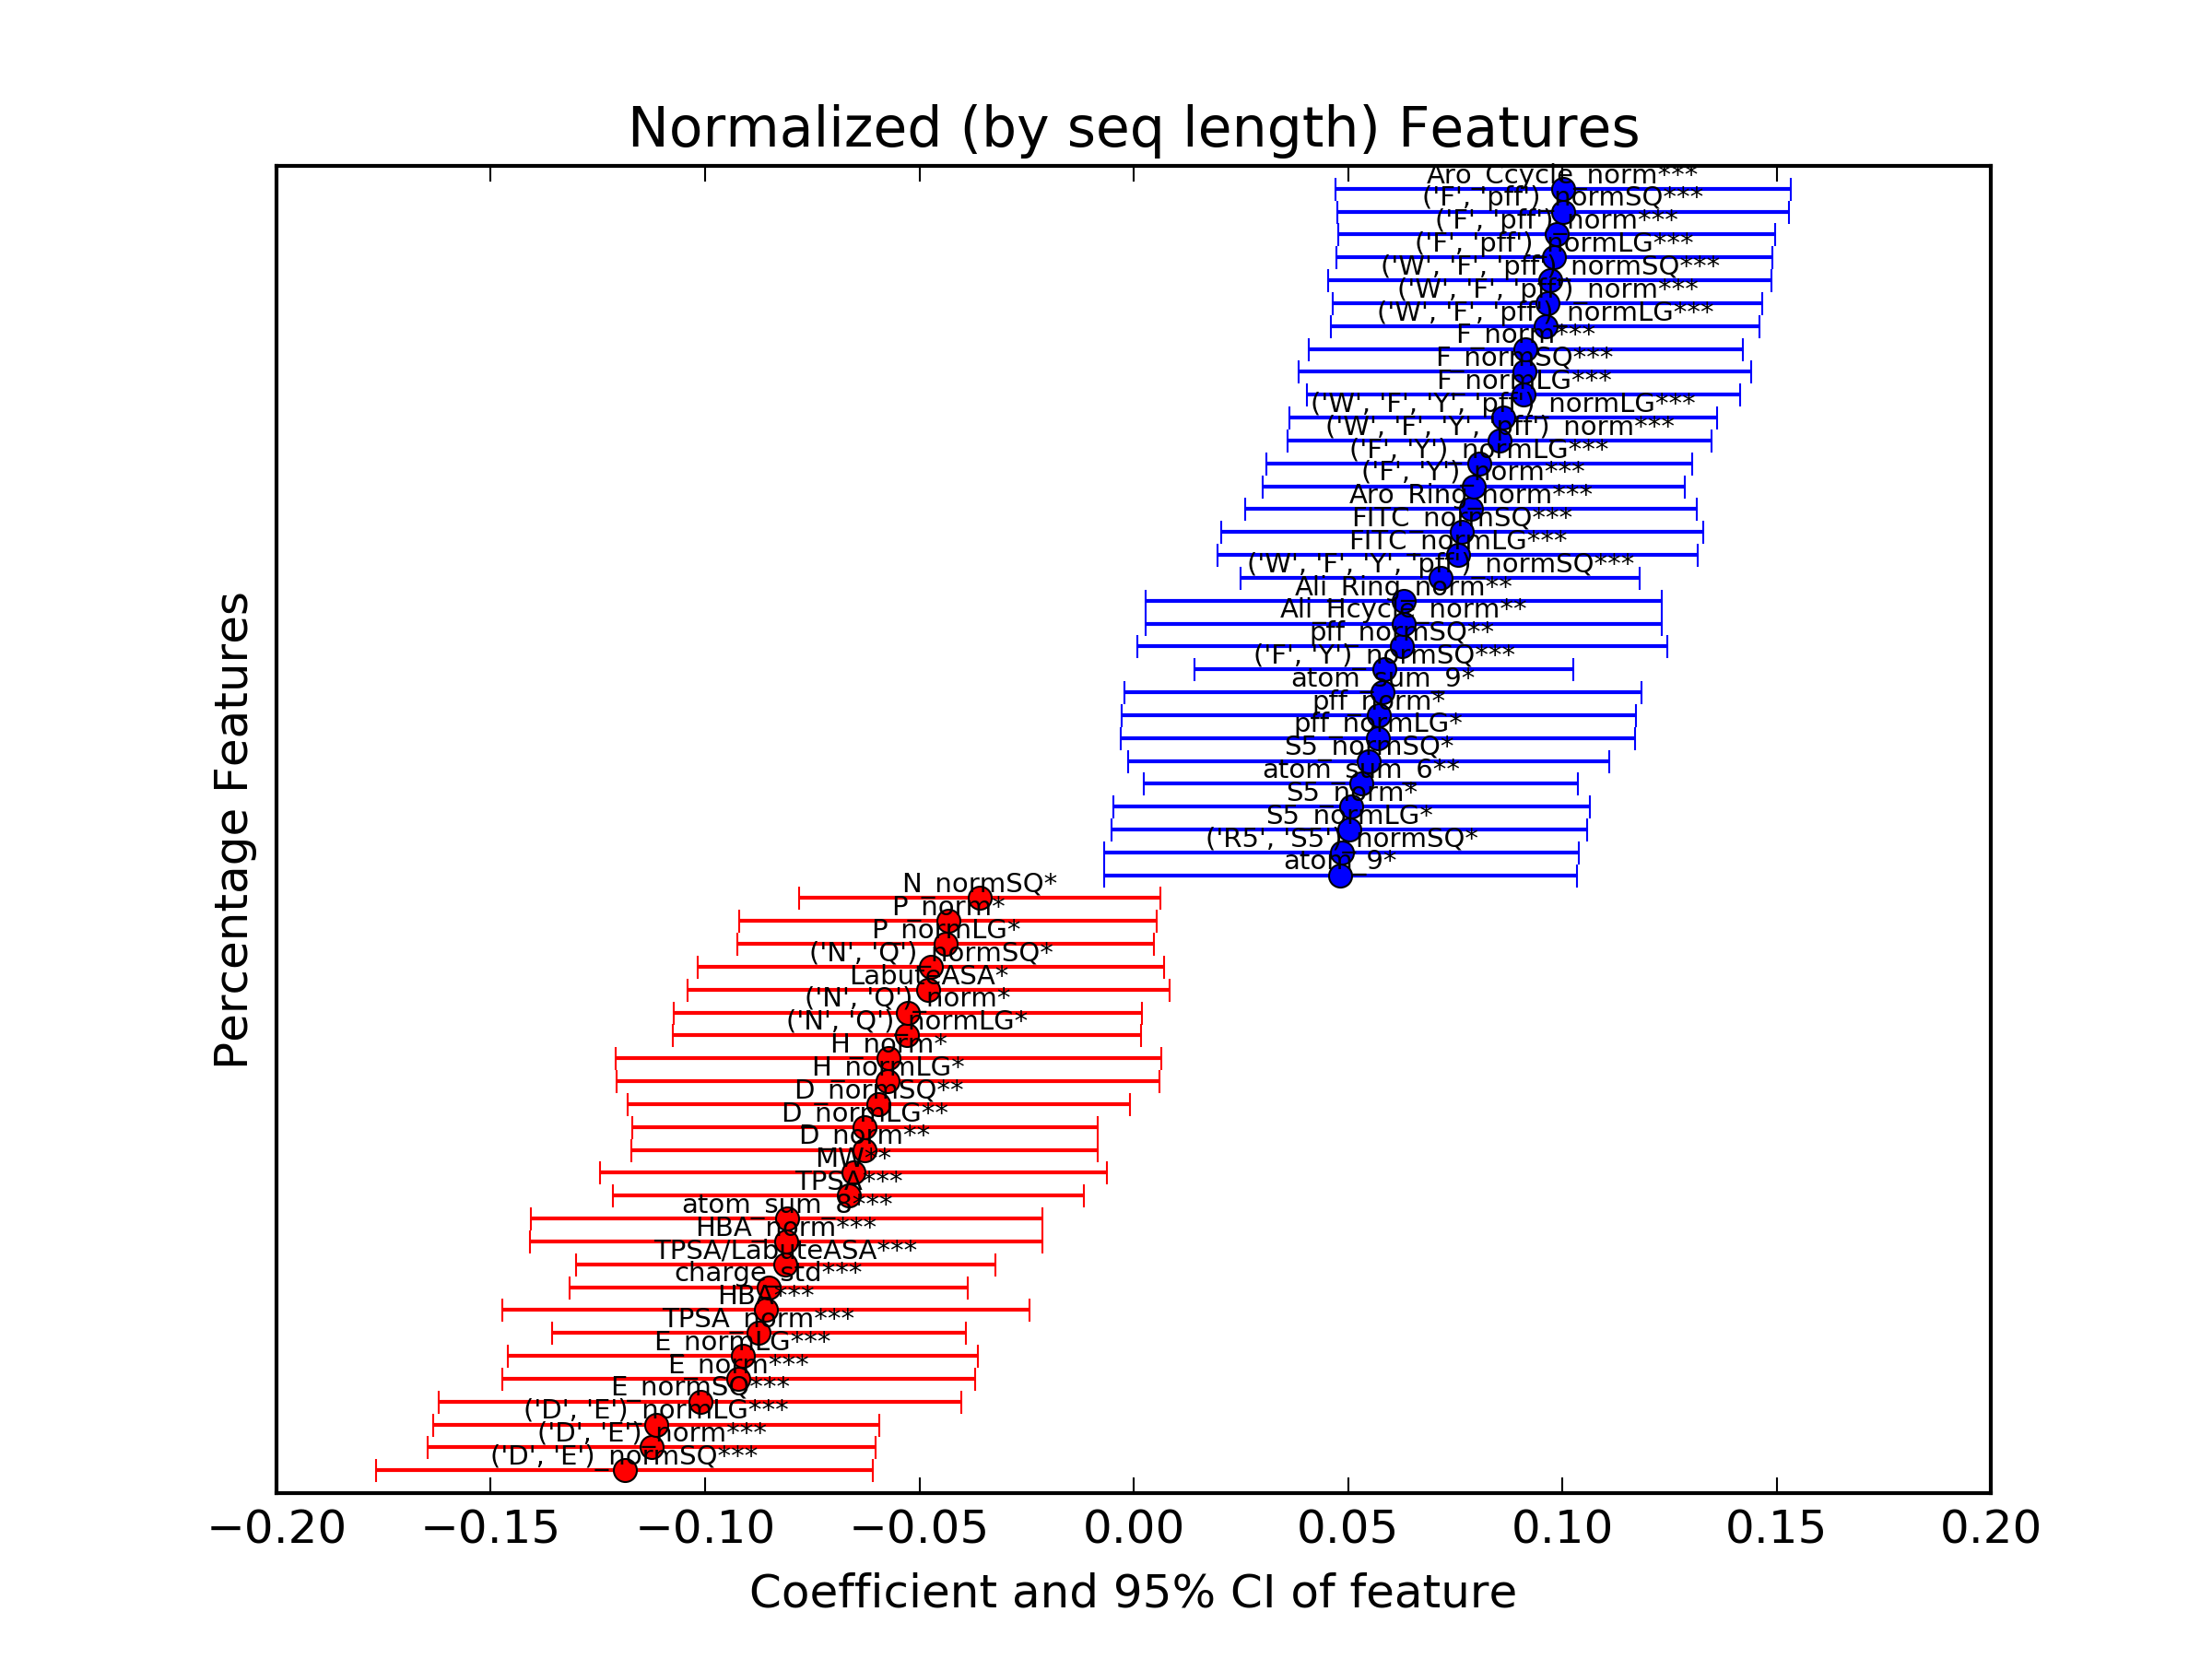 Normalized (by seq length) Features
Aro_Ccycle_norm***
('F', 'pff')_normSQ***
('F', 'pff')_norm***
('F', 'pff')_normLG***
('W', 'F', 'pff')_normSQ***
('W', 'F', 'pff')_norm***
('W', 'F', 'pff')_normLG***
F_norm***
F_normSQ***
F_normLG***
('W', 'F', 'Y', 'pff')_normLG***
('W', 'F', 'Y', 'pff')_norm***
('F', 'Y')_normLG***
('F', 'Y')_norm***
Aro_Ring_norm***
FITC_normSQ***
FITC_normLG***
('W', 'F', 'Y', 'pff')_normSQ***
Ali_Ring_norm**
Ali_Hcycle_norm**
pff_normSQ**
('F', 'Y')_normSQ***
atom_sum_9*
pff_norm*
pff_normLG*
S5_normSQ*
atom_sum_6**
S5_norm*
S5_normLG*
('R5', 'S5')_normSQ*
atom_9*
N_normSQ*
P_norm*
P_normLG*
('N', 'Q')_normSQ*
LabuteASA*
('N', 'Q')_norm*
('N', 'Q')_normLG*
H_norm*
H_normLG*
D_normSQ**
D_normLG**
D_norm**
MW**
TPSA***
atom_sum_8***
HBA_norm***
TPSA/LabuteASA***
charge_std***
HBA***
TPSA_norm***
E_normLG***
E_norm***
E_normSQ***
('D', 'E')_normLG***
('D', 'E')_norm***
('D', 'E')_normSQ***
Percentage Features
−0.20 −0.15 −0.10 −0.05 0.00 0.05 0.10 0.15 0.20
Coefficient and 95% CI of feature